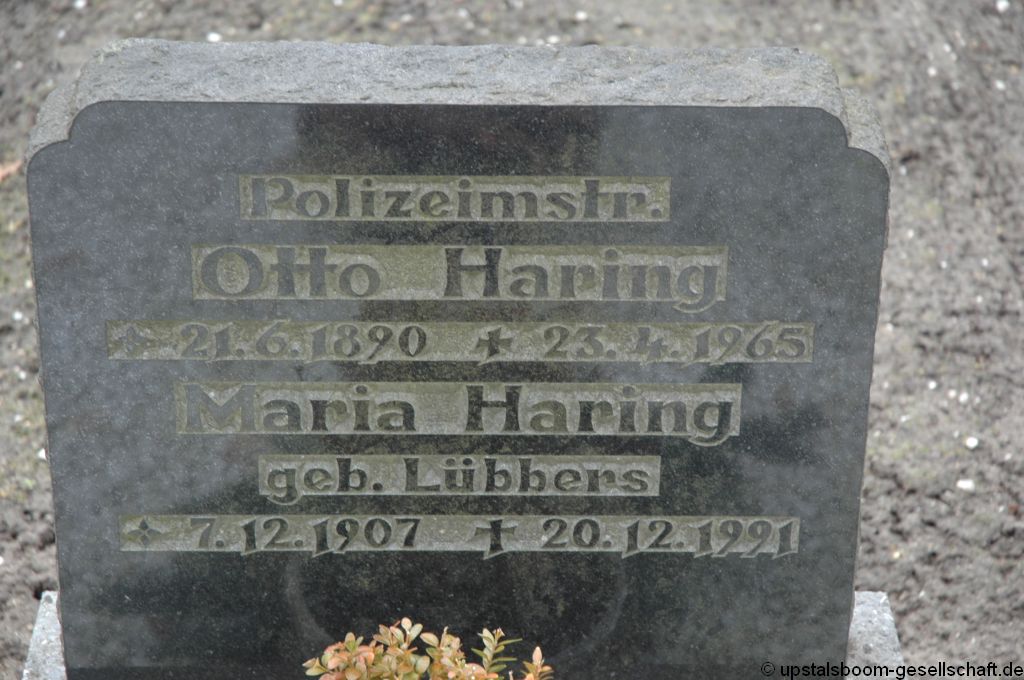 Polizeimstr.
Otto Haring
✧ 21.6.1890 ✝ 23.4.1965
Maria Haring
geb. Lübbers
✧ 7.12.1907 ✝ 20.12.1991
© upstalsboom-gesellschaft.de